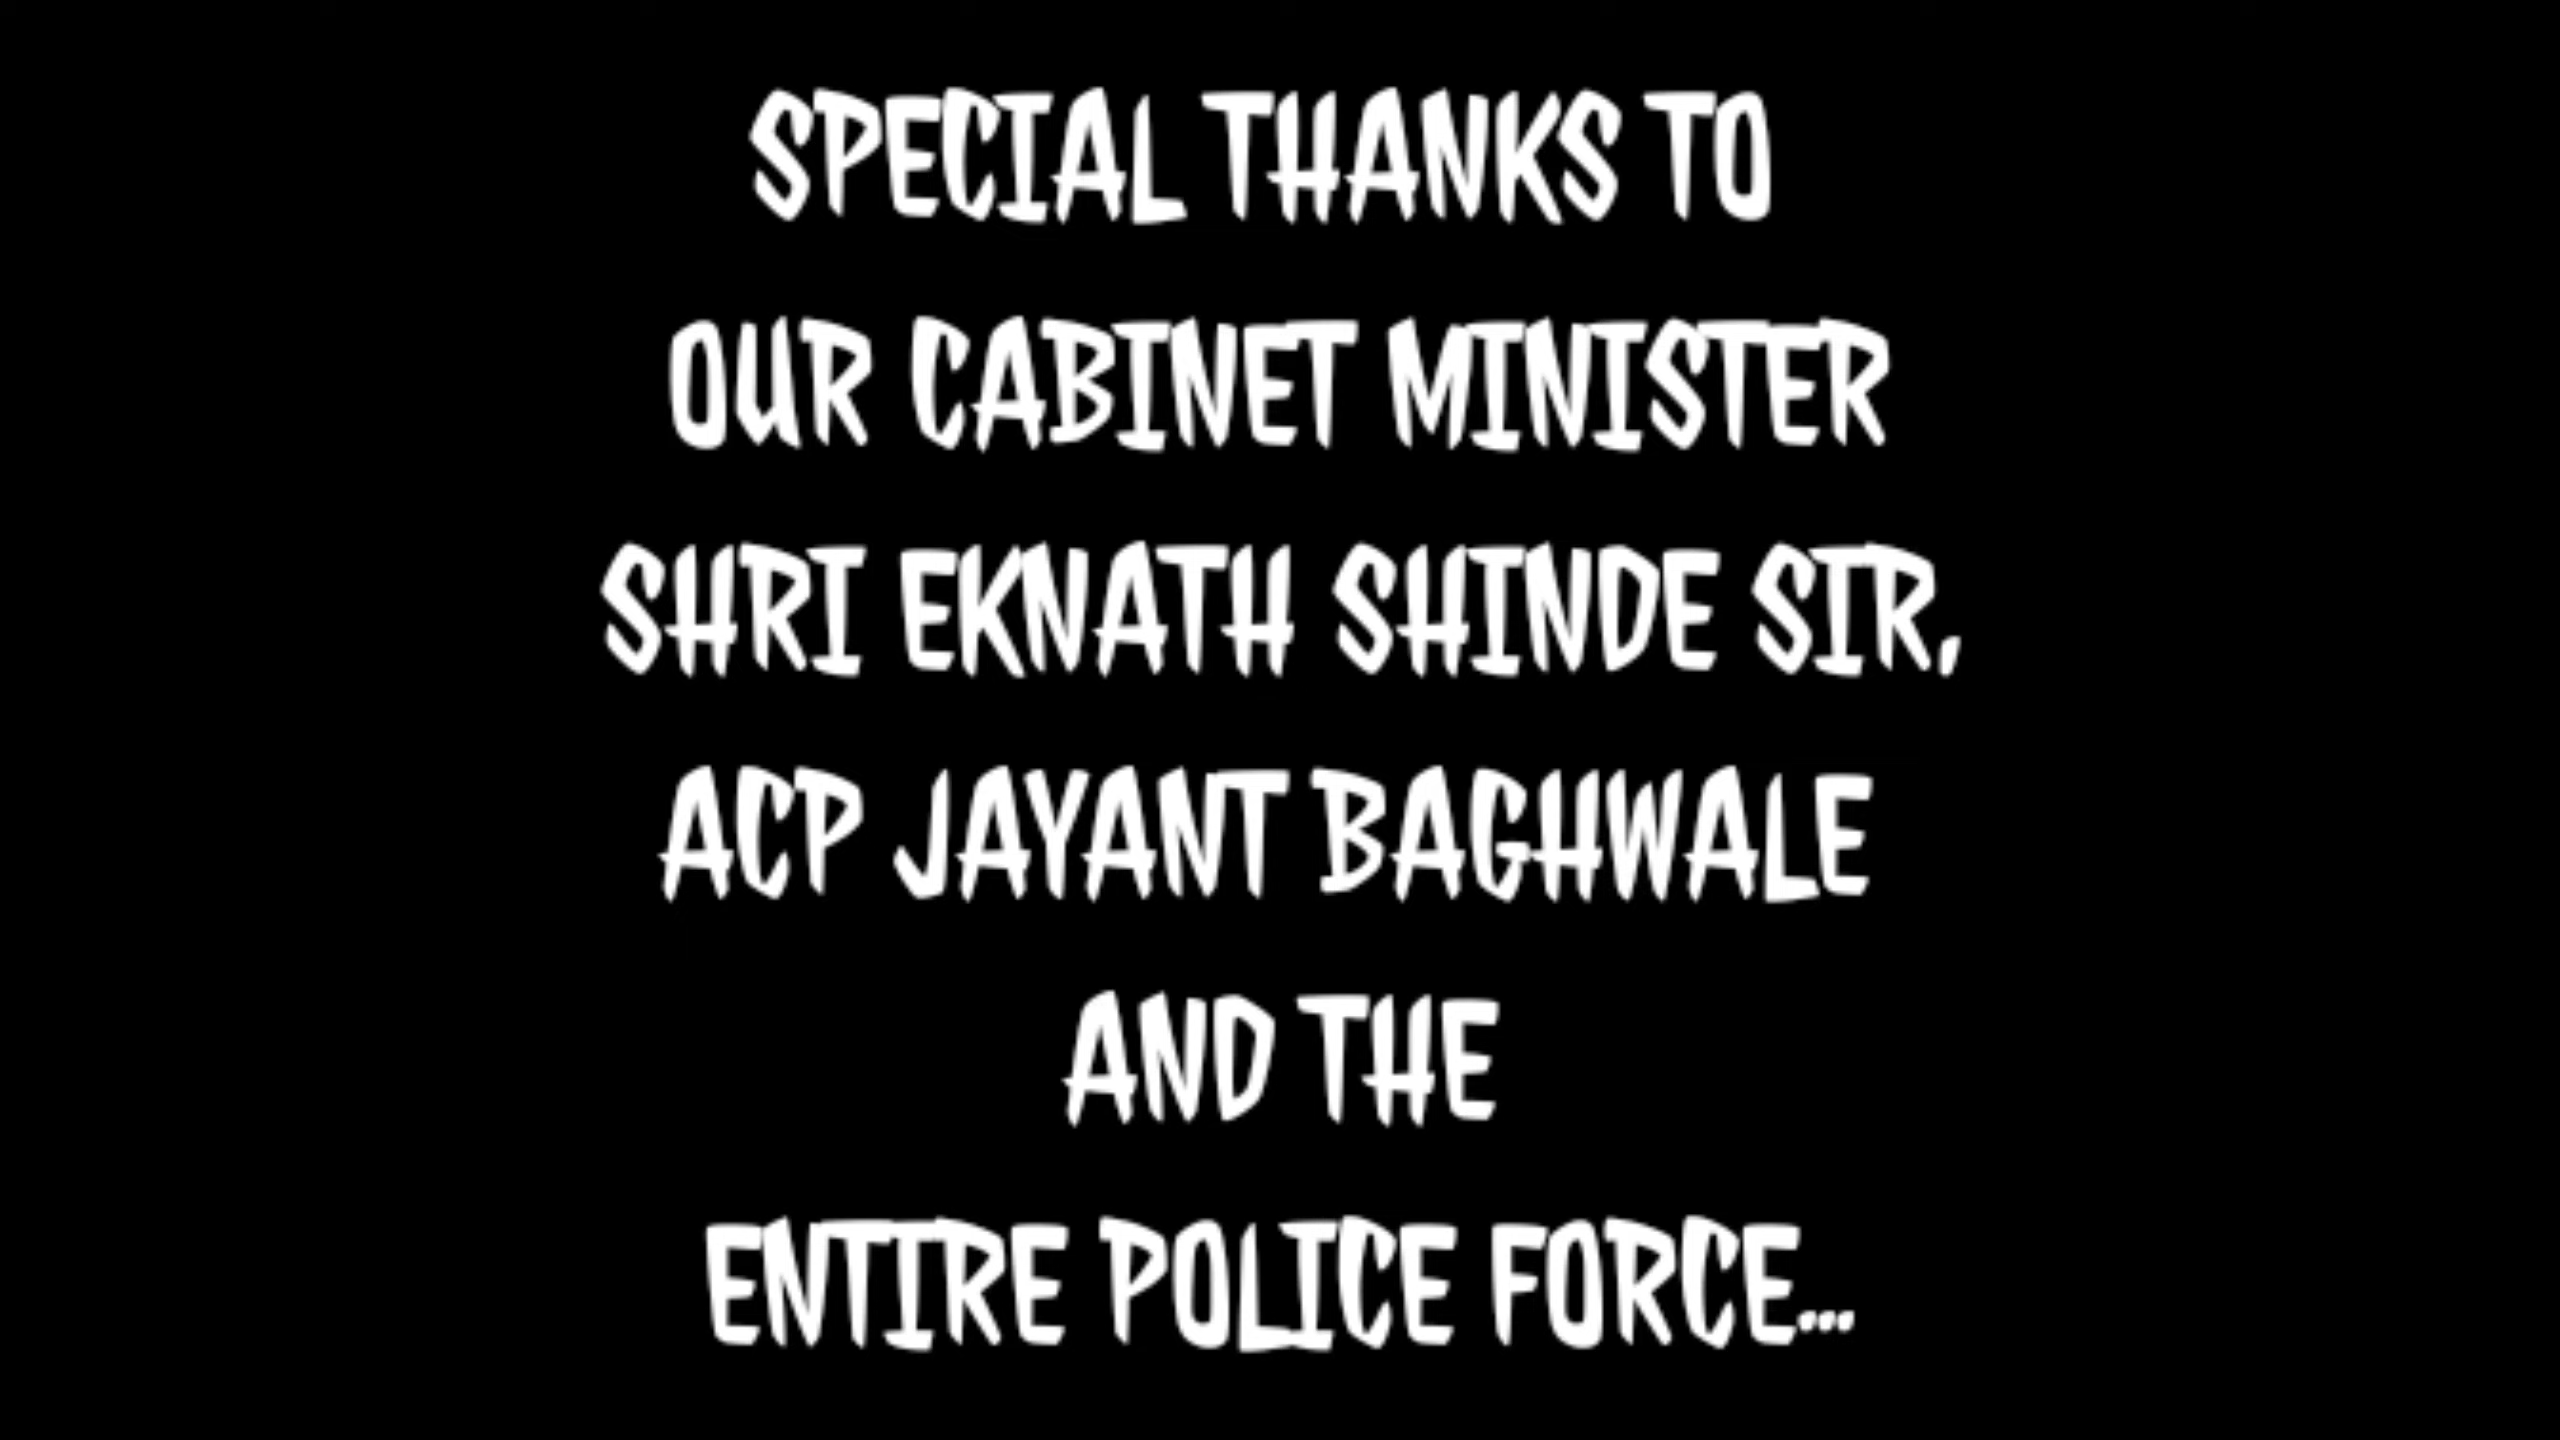 SPECIAL THANKS TO
OUR CABINET MINISTER
SHRI EKNATH SHINDE SIR,
ACP JAYANT BAGHWALE
AND THE
ENTIRE POLICE FORCE...